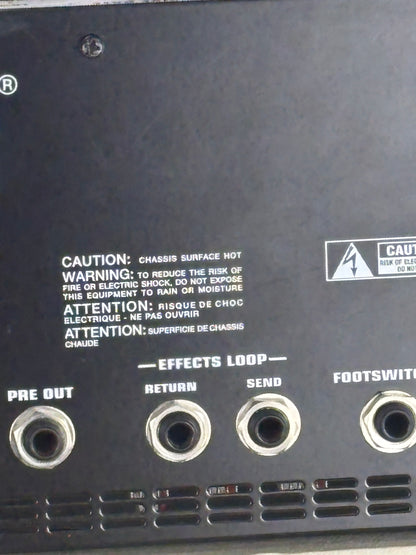 ®
CAUTION: CHASSIS SURFACE HOT
WARNING: TO REDUCE THE RISK OF
FIRE OR ELECTRIC SHOCK, DO NOT EXPOSE
THIS EQUIPMENT TO RAIN OR MOISTURE
ATTENTION: RISQUE DE CHOC
ELECTRIQUE - NE PAS OUVRIR
ATTENTION: SUPERFICIE DE CHASSIS
CHAUDE
CAUT
RISK OF ELEC
DO NOT
EFFECTS LOOP
PRE OUT RETURN SEND FOOTSWITC